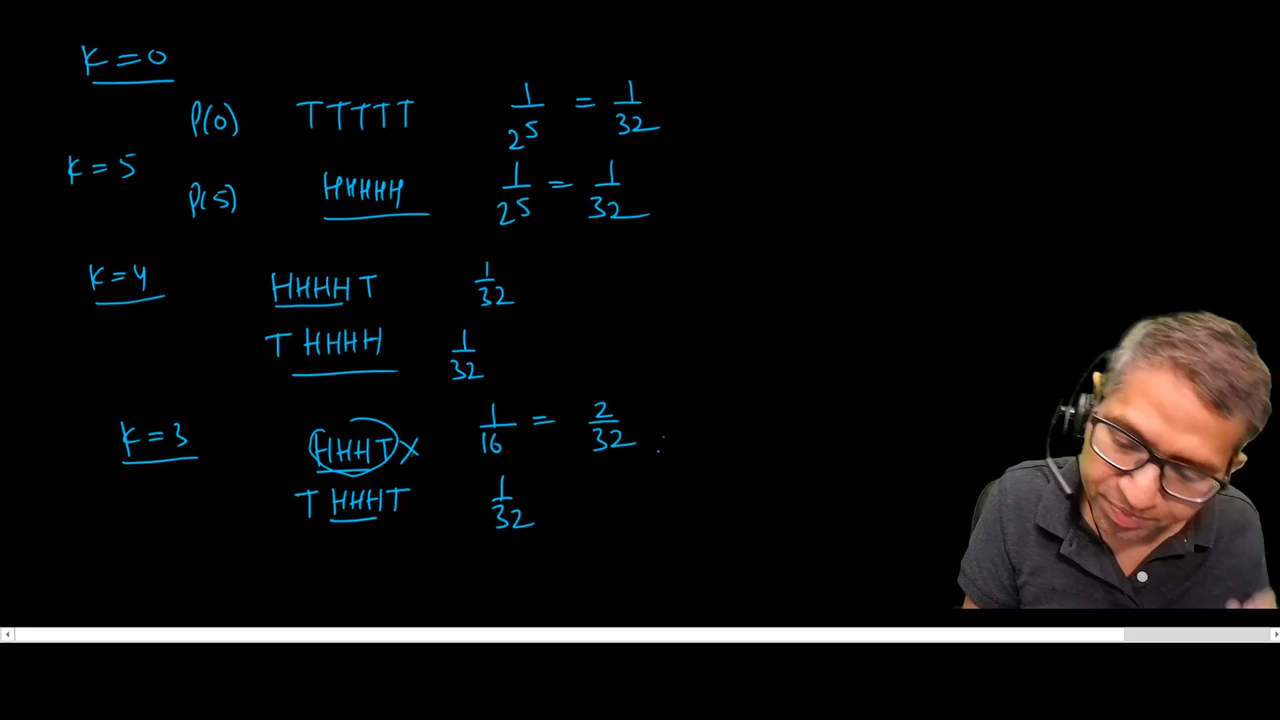 K = 0
P(0) TTTTT 1/2^5 = 1/32
K = 5
P(5) HHHHH 1/2^5 = 1/32
K = 4 HHHHT 1/32
THHHH 1/32
K = 3 HHHTX 1/16 = 2/32
THHHT 1/32